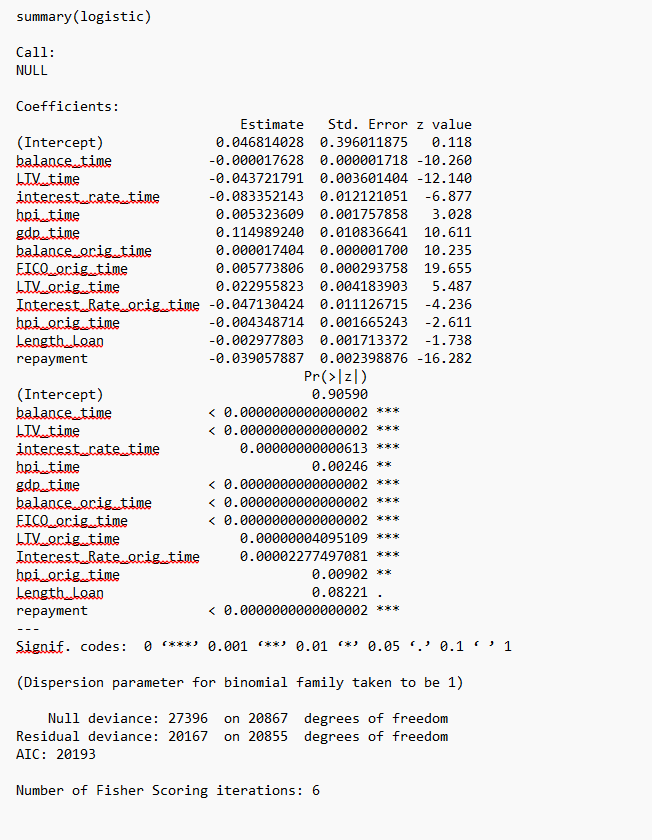 summary(logistic)
Call:
NULL
Coefficients:
Estimate Std. Error z value
(Intercept) 0.046814028 0.396011875 0.118
balance_time -0.000017628 0.000001718 -10.260
LTV_time -0.043721791 0.003601404 -12.140
interest_rate_time -0.083352143 0.012121051 -6.877
hpi_time 0.005323609 0.001757858 3.028
gdp_time 0.114989240 0.010836641 10.611
balance_orig_time 0.000017404 0.000001700 10.235
FICO_orig_time 0.005773806 0.000293758 19.655
LTV_orig_time 0.022955823 0.004183903 5.487
Interest_Rate_orig_time -0.047130424 0.011126715 -4.236
hpi_orig_time -0.004348714 0.001665243 -2.611
Length_Loan -0.002977803 0.001713372 -1.738
repayment -0.039057887 0.002398876 -16.282
Pr(>|z|)
(Intercept) 0.90590
balance_time < 0.0000000000000002 ***
LTV_time < 0.0000000000000002 ***
interest_rate_time 0.00000000000613 ***
hpi_time 0.00246 **
gdp_time < 0.0000000000000002 ***
balance_orig_time < 0.0000000000000002 ***
FICO_orig_time < 0.0000000000000002 ***
LTV_orig_time 0.00000004095109 ***
Interest_Rate_orig_time 0.00002277497081 ***
hpi_orig_time 0.00902 **
Length_Loan 0.08221 .
repayment < 0.0000000000000002 ***
---
Signif. codes: 0 ‘***’ 0.001 ‘**’ 0.01 ‘*’ 0.05 ‘.’ 0.1 ‘ ’ 1
(Dispersion parameter for binomial family taken to be 1)
Null deviance: 27396 on 20867 degrees of freedom
Residual deviance: 20167 on 20855 degrees of freedom
AIC: 20193
Number of Fisher Scoring iterations: 6